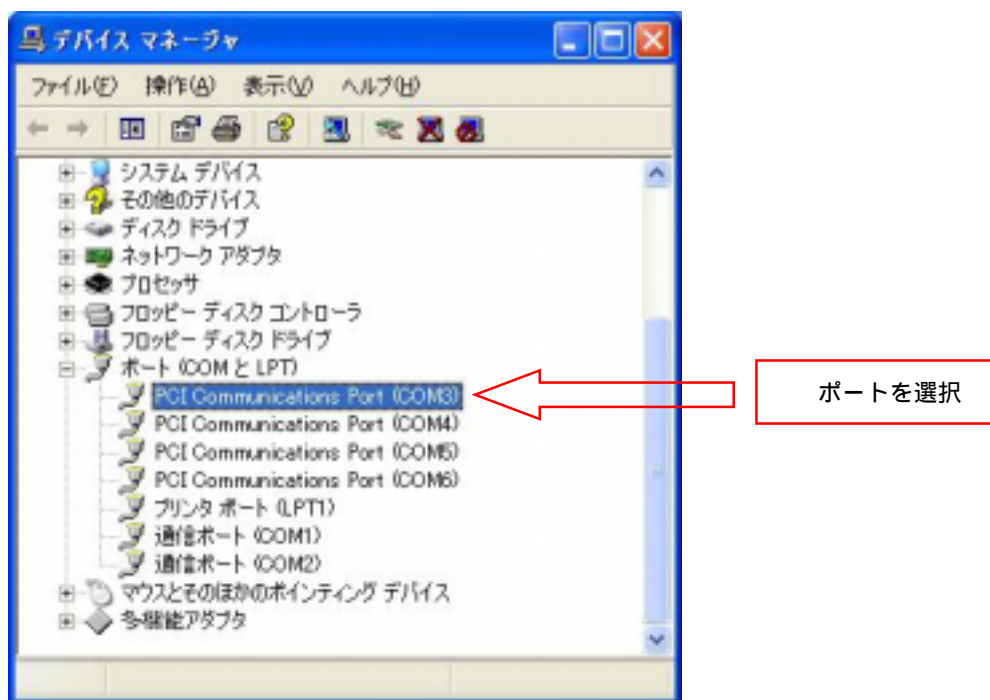 デバイス マネージャ
ファイル(F) 操作(A) 表示(V) ヘルプ(H)
システム デバイス
その他のデバイス
ディスク ドライブ
ネットワーク アダプタ
プロセッサ
フロッピー ディスク コントローラ
フロッピー ディスク ドライブ
ポート (COM と LPT)
PCI Communications Port (COM3)
ポートを選択
PCI Communications Port (COM4)
PCI Communications Port (COM5)
PCI Communications Port (COM6)
プリンタ ポート (LPT1)
通信ポート (COM1)
通信ポート (COM2)
マウスとそのほかのポインティング デバイス
多機能アダプタ